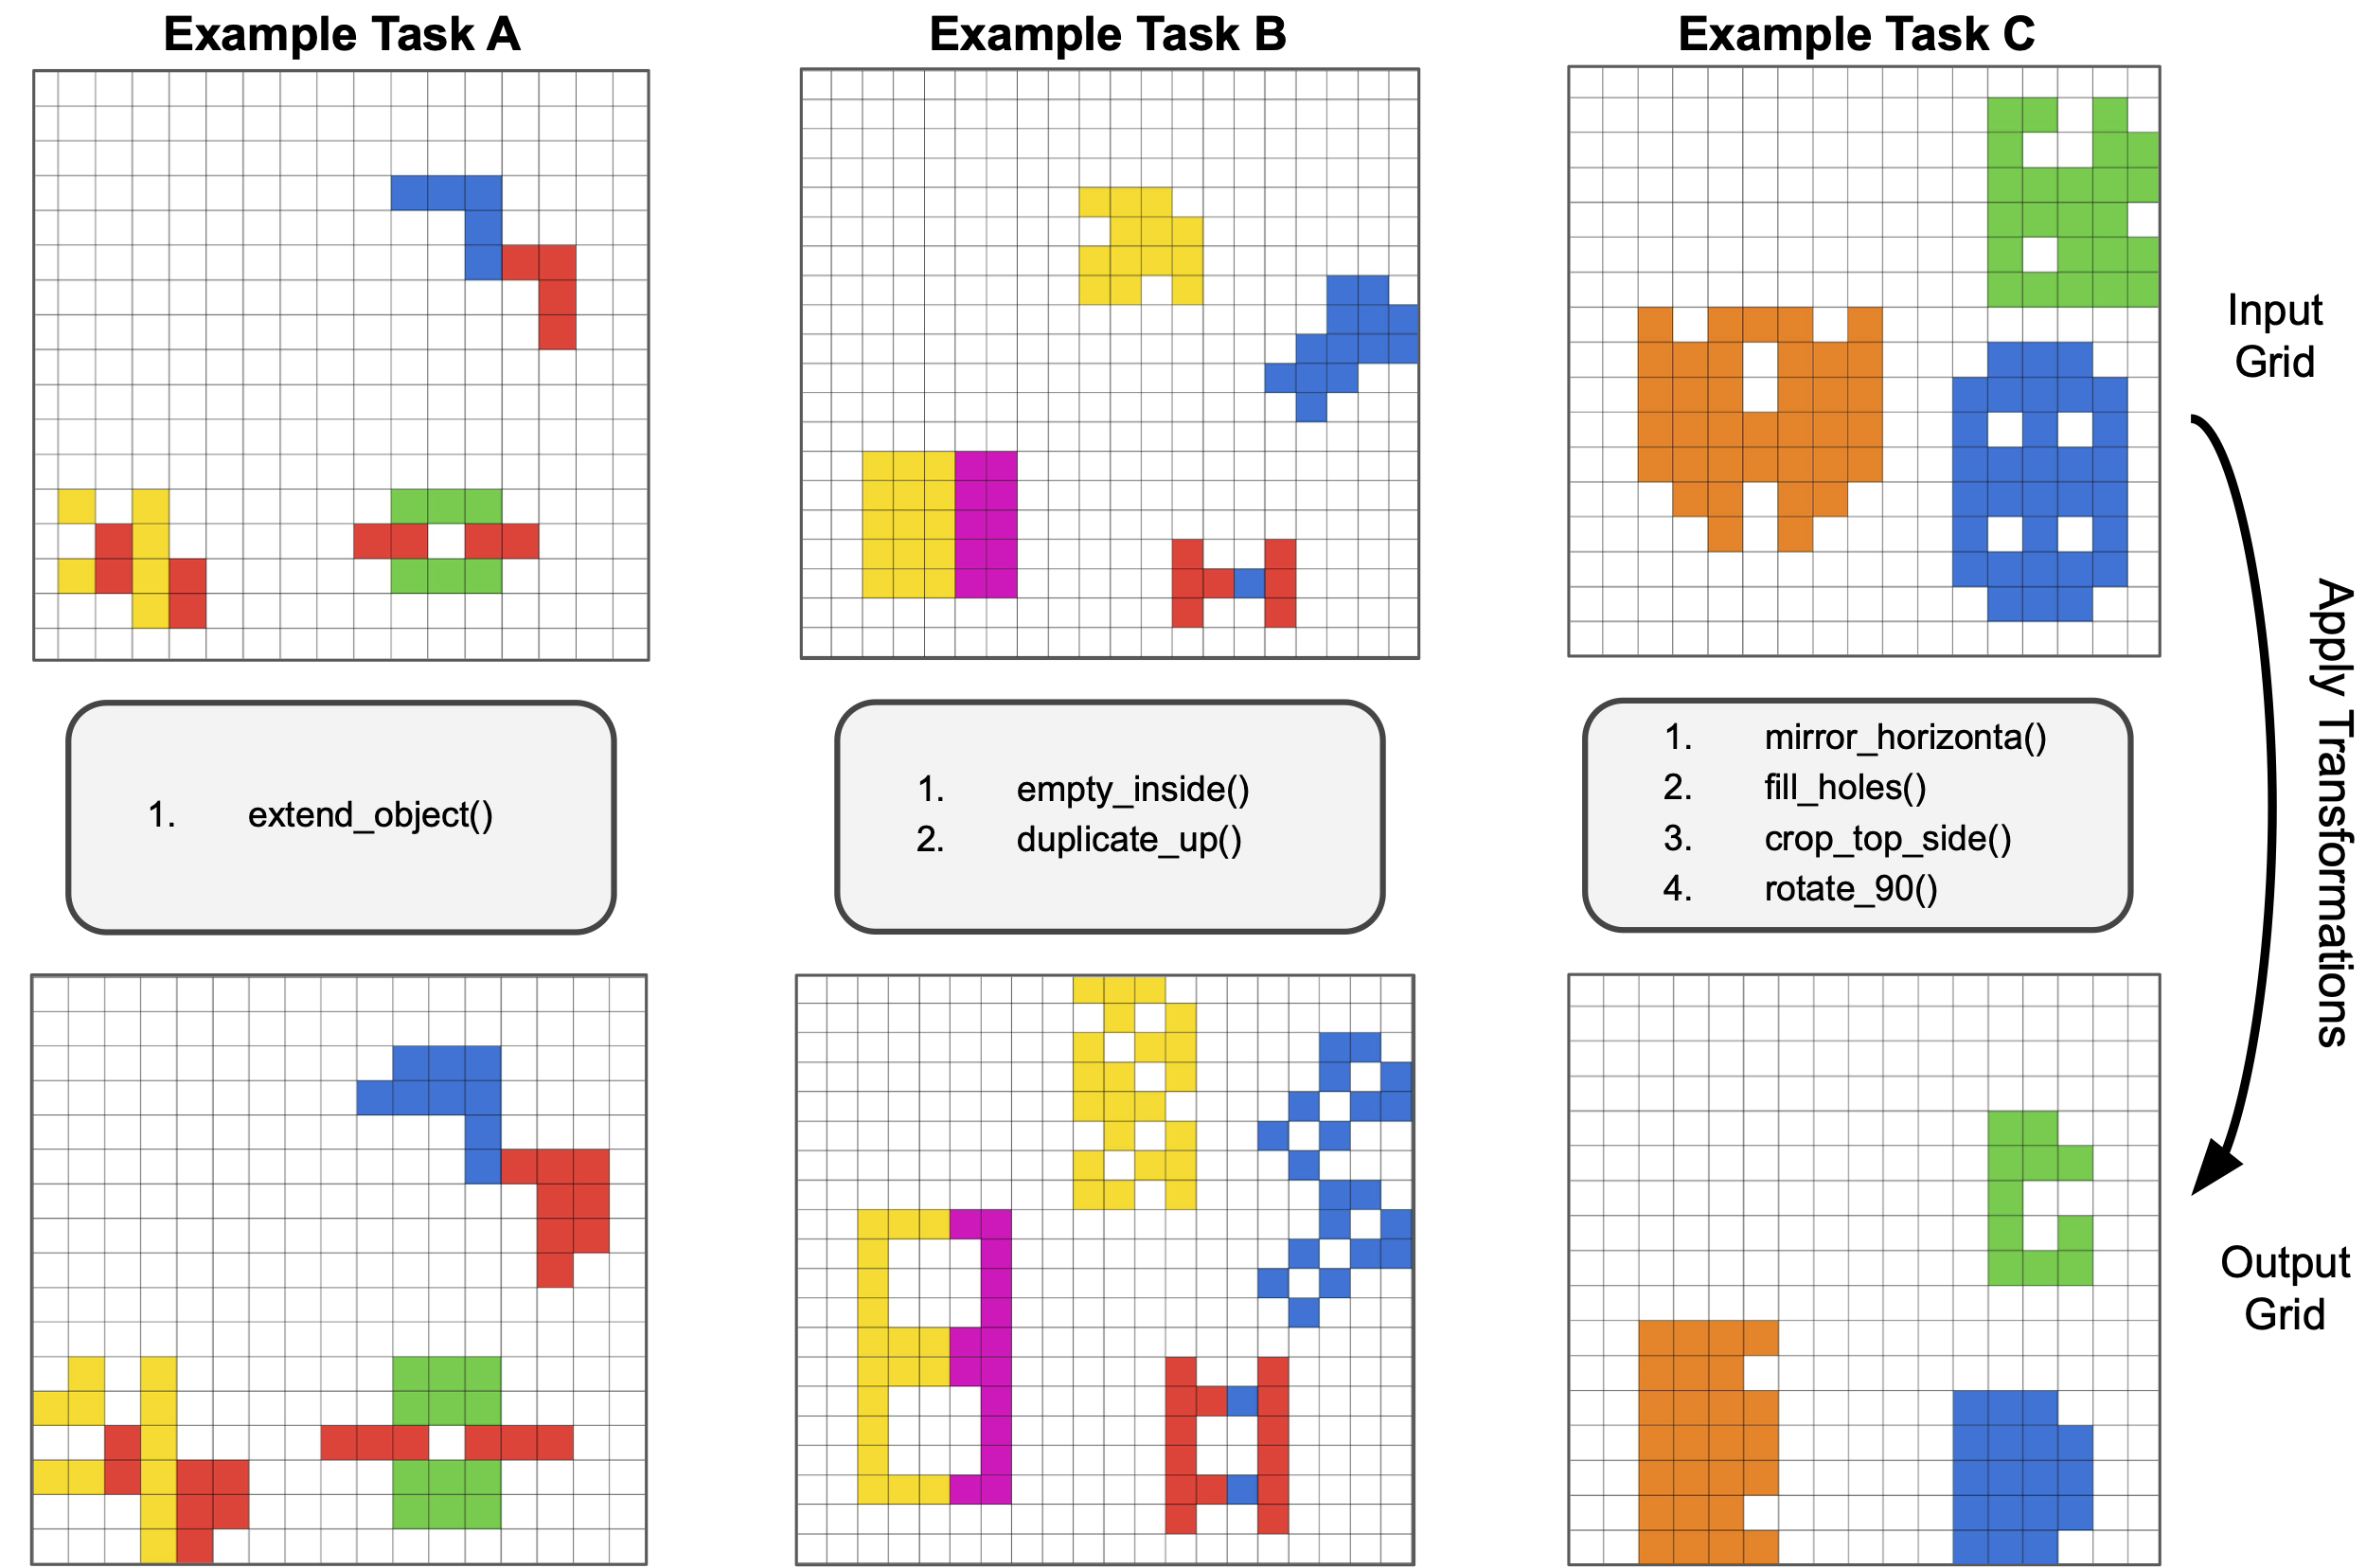 Example Task A
Example Task B
Example Task C
Input
Grid
1. extend_object()
1. empty_inside()
2. duplicate_up()
1. mirror_horizonta()
2. fill_holes()
3. crop_top_side()
4. rotate_90()
Apply Transformations
Output
Grid